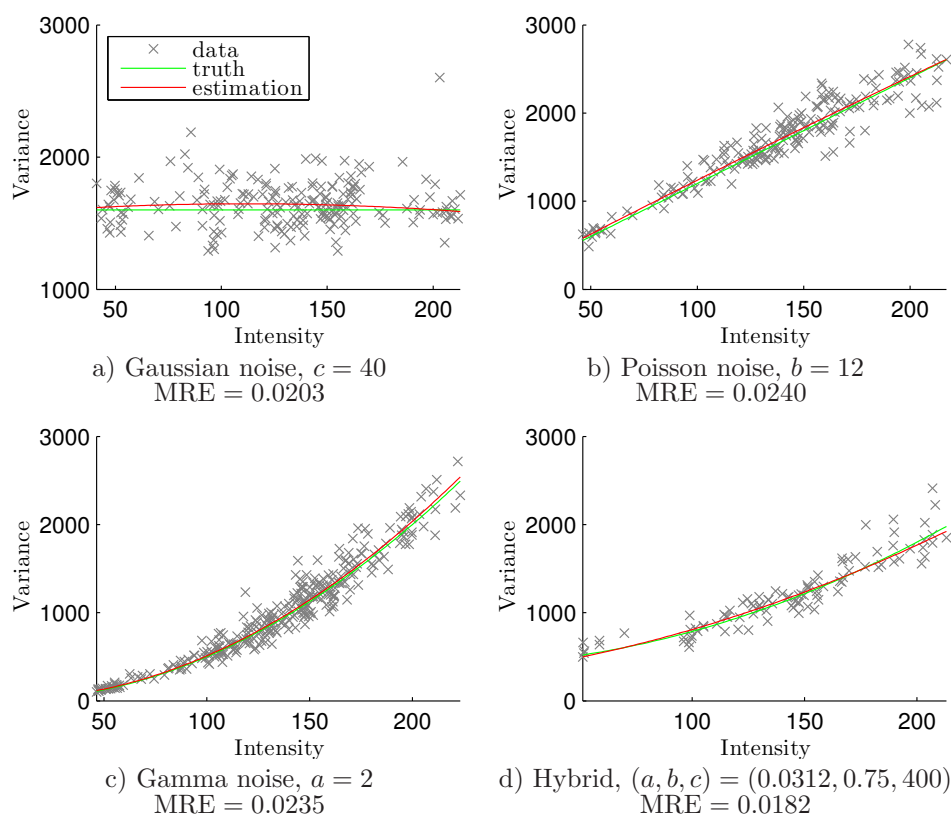 3000
2000
1000
Variance
50 100 150 200
Intensity
data
truth
estimation
a) Gaussian noise, c = 40
MRE = 0.0203
3000
2000
1000
0
Variance
50 100 150 200
Intensity
b) Poisson noise, b = 12
MRE = 0.0240
3000
2000
1000
0
Variance
50 100 150 200
Intensity
c) Gamma noise, a = 2
MRE = 0.0235
3000
2000
1000
0
Variance
100 150 200
Intensity
d) Hybrid, (a, b, c) = (0.0312, 0.75, 400)
MRE = 0.0182